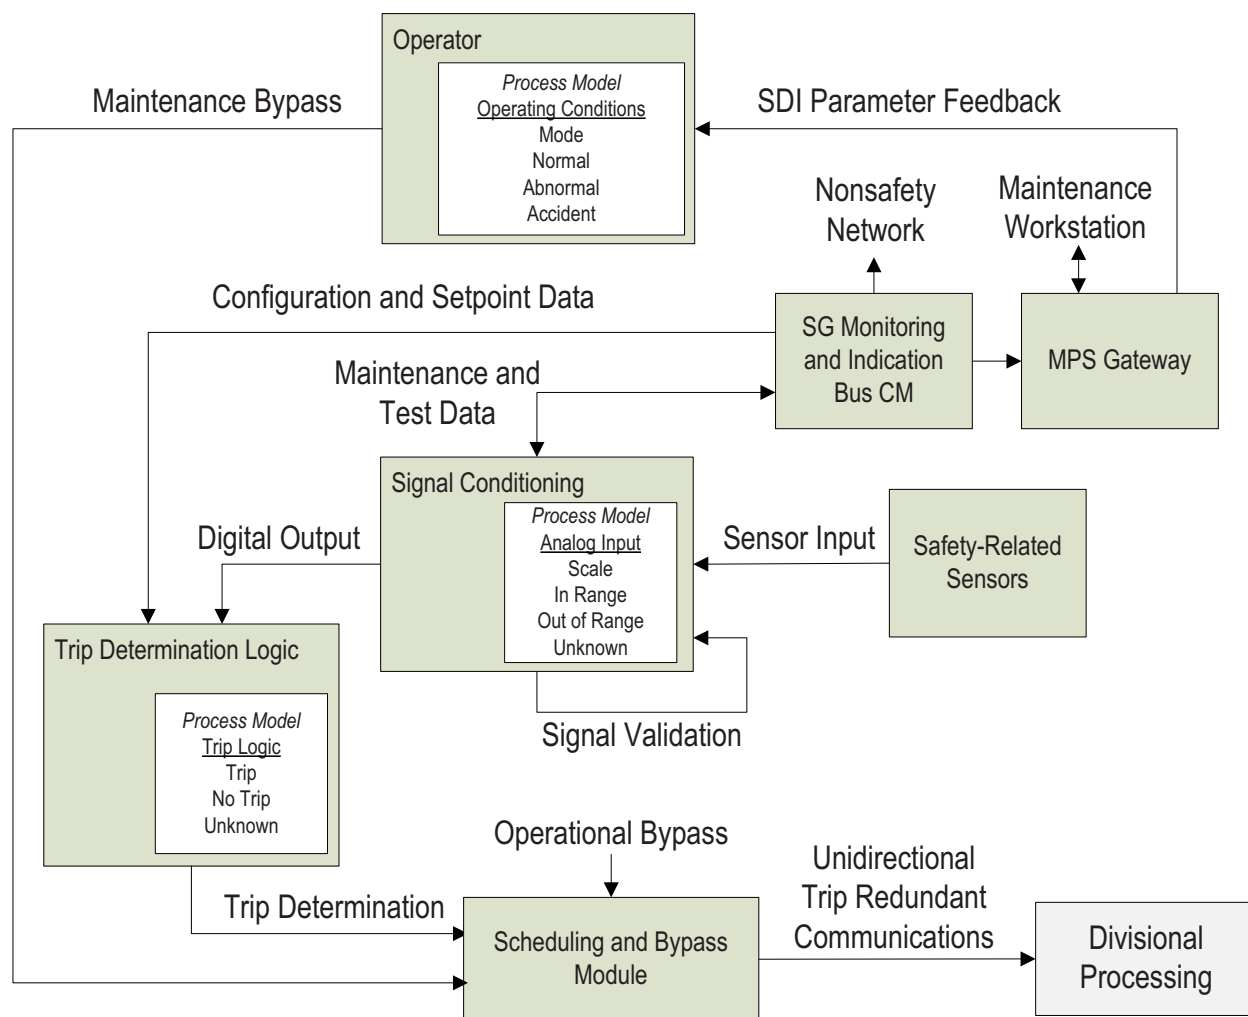 Operator
Process Model
Operating Conditions
Mode
Normal
Abnormal
Accident
Maintenance Bypass
SDI Parameter Feedback
Nonsafety
Network
Maintenance
Workstation
Configuration and Setpoint Data
SG Monitoring
and Indication
Bus CM
MPS Gateway
Maintenance and
Test Data
Signal Conditioning
Process Model
Analog Input
Scale
In Range
Out of Range
Unknown
Digital Output
Sensor Input
Safety-Related
Sensors
Trip Determination Logic
Process Model
Trip Logic
Trip
No Trip
Unknown
Signal Validation
Operational Bypass
Unidirectional
Trip Redundant
Communications
Trip Determination
Scheduling and Bypass
Module
Divisional
Processing